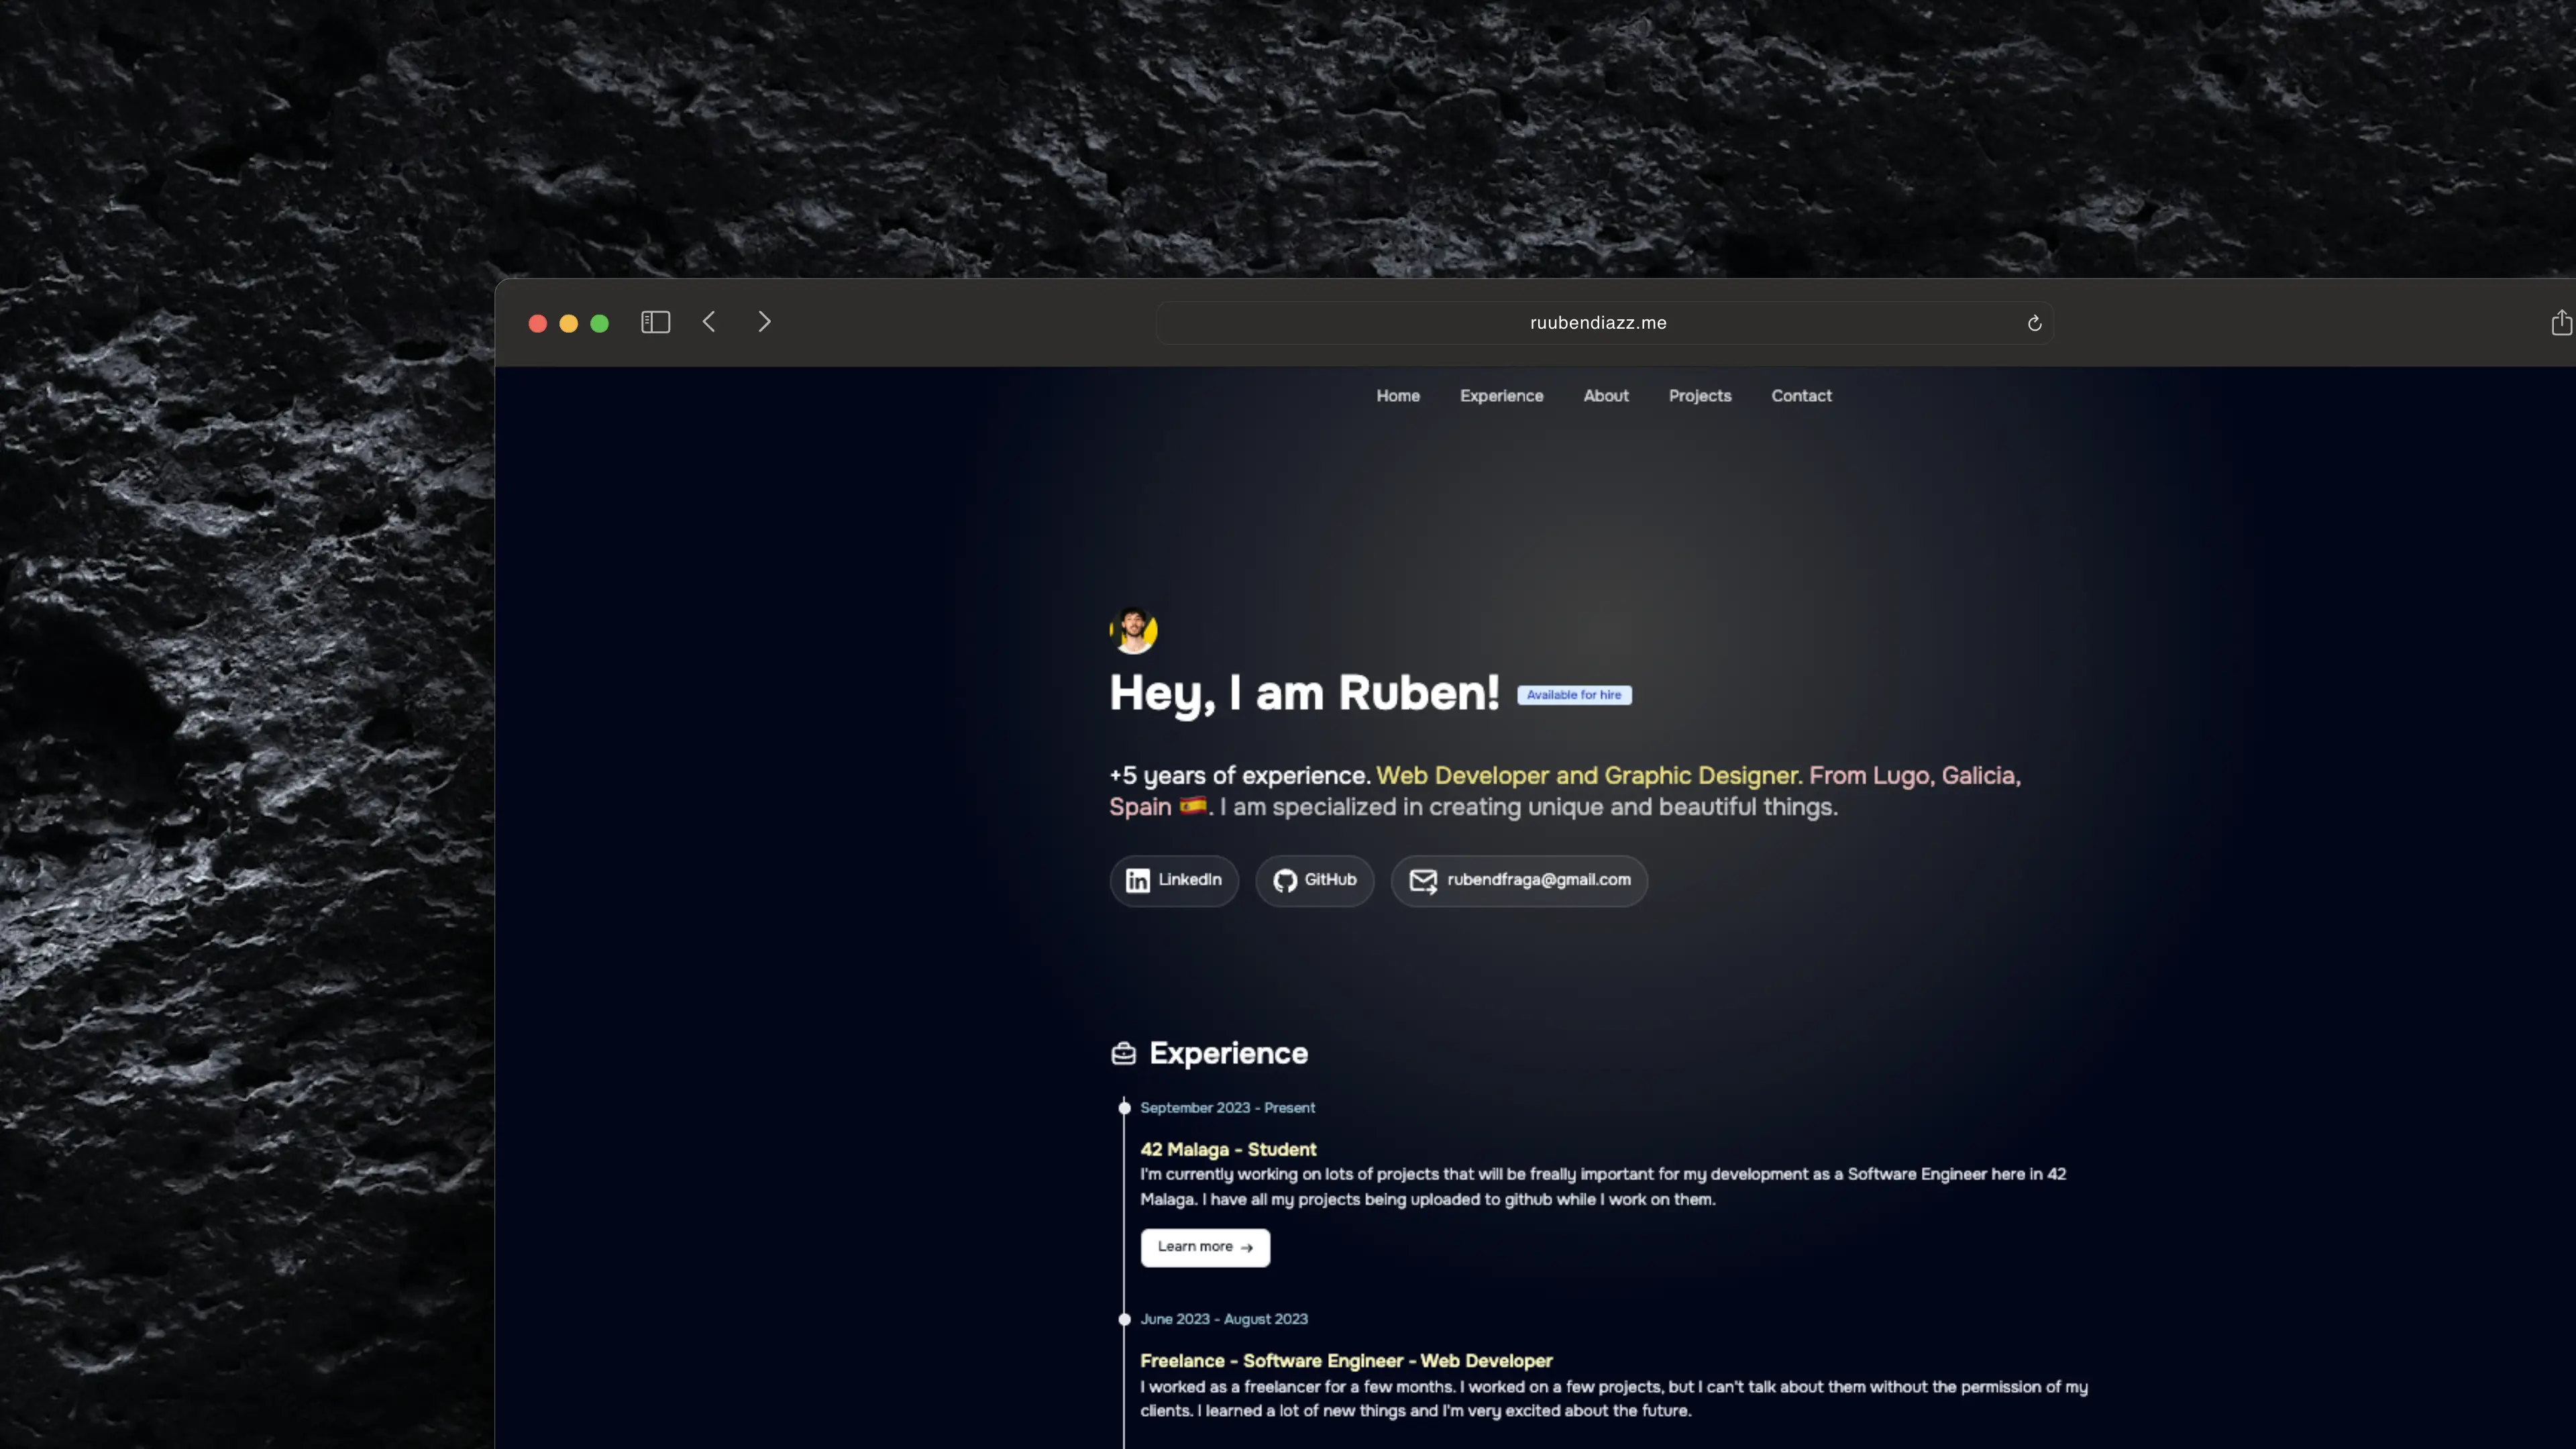 ruubendiazz.me
Home Experience About Projects Contact
Hey, I am Ruben! Available for hire
+5 years of experience. Web Developer and Graphic Designer. From Lugo, Galicia,
Spain 🇪🇸. I am specialized in creating unique and beautiful things.
LinkedIn GitHub rubendfraga@gmail.com
Experience
September 2023 - Present
42 Malaga - Student
I'm currently working on lots of projects that will be freally important for my development as a Software Engineer here in 42
Malaga. I have all my projects being uploaded to github while I work on them.
Learn more →
June 2023 - August 2023
Freelance - Software Engineer - Web Developer
I worked as a freelancer for a few months. I worked on a few projects, but I can't talk about them without the permission of my
clients. I learned a lot of new things and I'm very excited about the future.